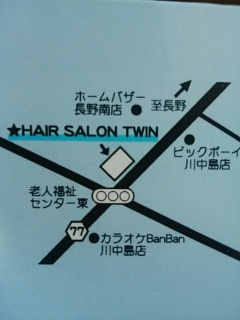 ホームバザー
長野南店
至長野
★HAIR SALON TWIN
ビックボーイ
川中島店
老人福祉
センター東
77
カラオケBanBan
川中島店